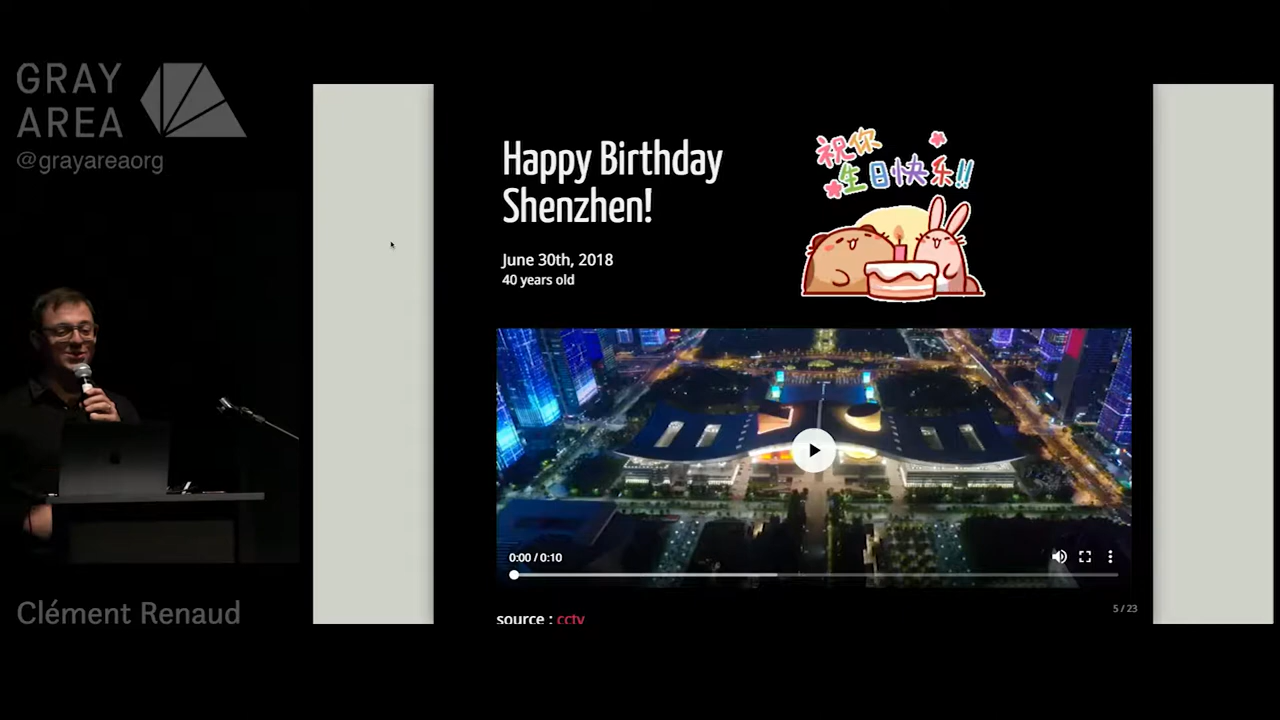 GRAY
AREA
@grayareaorg
Happy Birthday
Shenzhen!
June 30th, 2018
40 years old
祝你
生日快乐!!
0:00 / 0:10
5 / 23
source : cctv
Clément Renaud